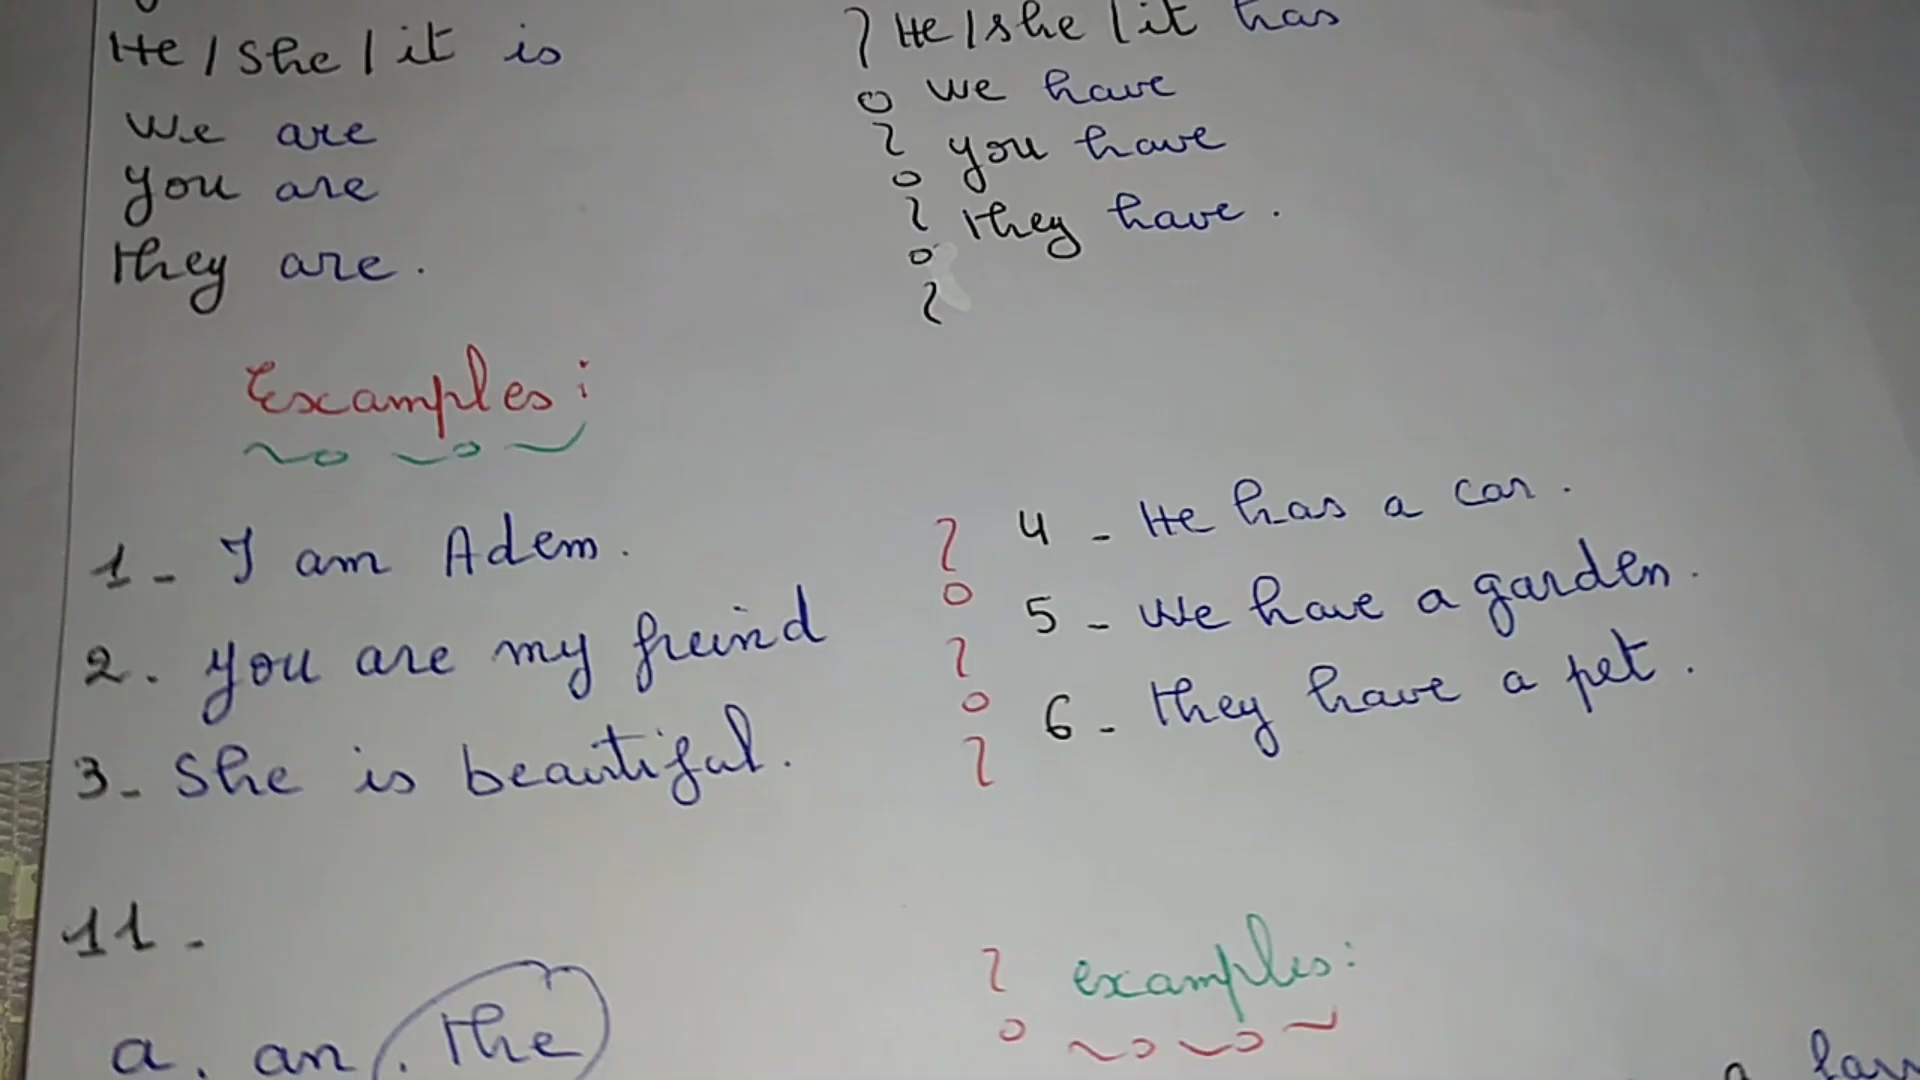 He / she / it is
We are
you are
they are.
He / she / it has
we have
you have
they have.
Examples:
1 - I am Adem.
2. you are my freind
3 - She is beautiful.
4 - He has a car.
5 - We have a garden.
6 - they have a pet.
11 -
a. an. the
examples:
a